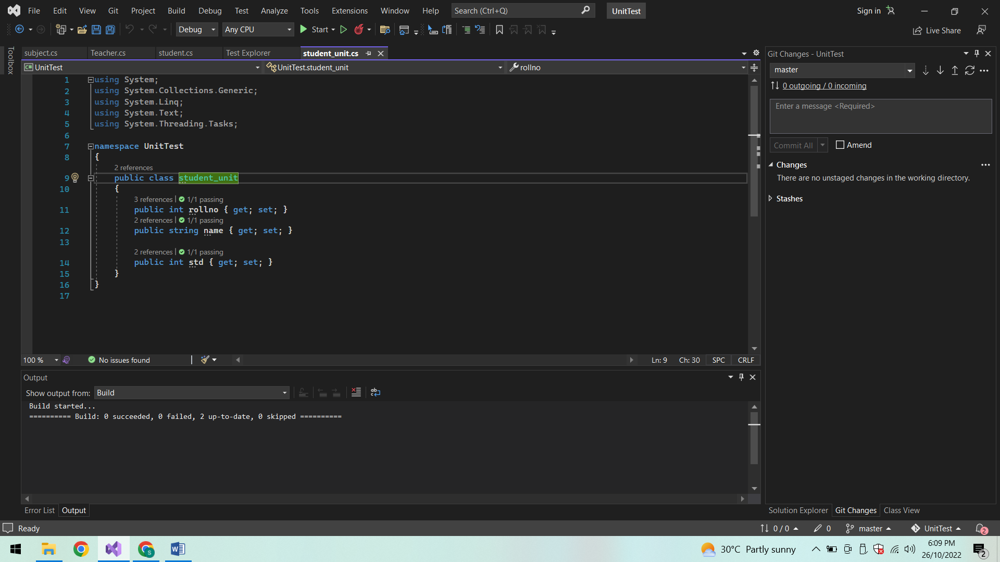 File Edit View Git Project Build Debug Test Analyze Tools Extensions Window Help Search (Ctrl+Q) UnitTest Sign in
Debug Any CPU Start Live Share
Toolbox
subject.cs Teacher.cs student.cs Test Explorer student_unit.cs
C# UnitTest UnitTest.student_unit rollno
1 using System;
2 using System.Collections.Generic;
3 using System.Linq;
4 using System.Text;
5 using System.Threading.Tasks;
6
7 namespace UnitTest
8 {
2 references
9 public class student_unit
10 {
3 references | 1/1 passing
11 public int rollno { get; set; }
2 references | 1/1 passing
12 public string name { get; set; }
13
2 references | 1/1 passing
14 public int std { get; set; }
15 }
16 }
17
100 % No issues found Ln: 9 Ch: 30 SPC CRLF
Output
Show output from: Build
Build started...
========== Build: 0 succeeded, 0 failed, 2 up-to-date, 0 skipped ==========
Error List Output
Git Changes - UnitTest
master
0 outgoing / 0 incoming
Enter a message <Required>
Commit All Amend
Changes
There are no unstaged changes in the working directory.
Stashes
Solution Explorer Git Changes Class View
Ready 0 / 0 0 master UnitTest 2
S 30°C Partly sunny 6:09 PM
26/10/2022 2